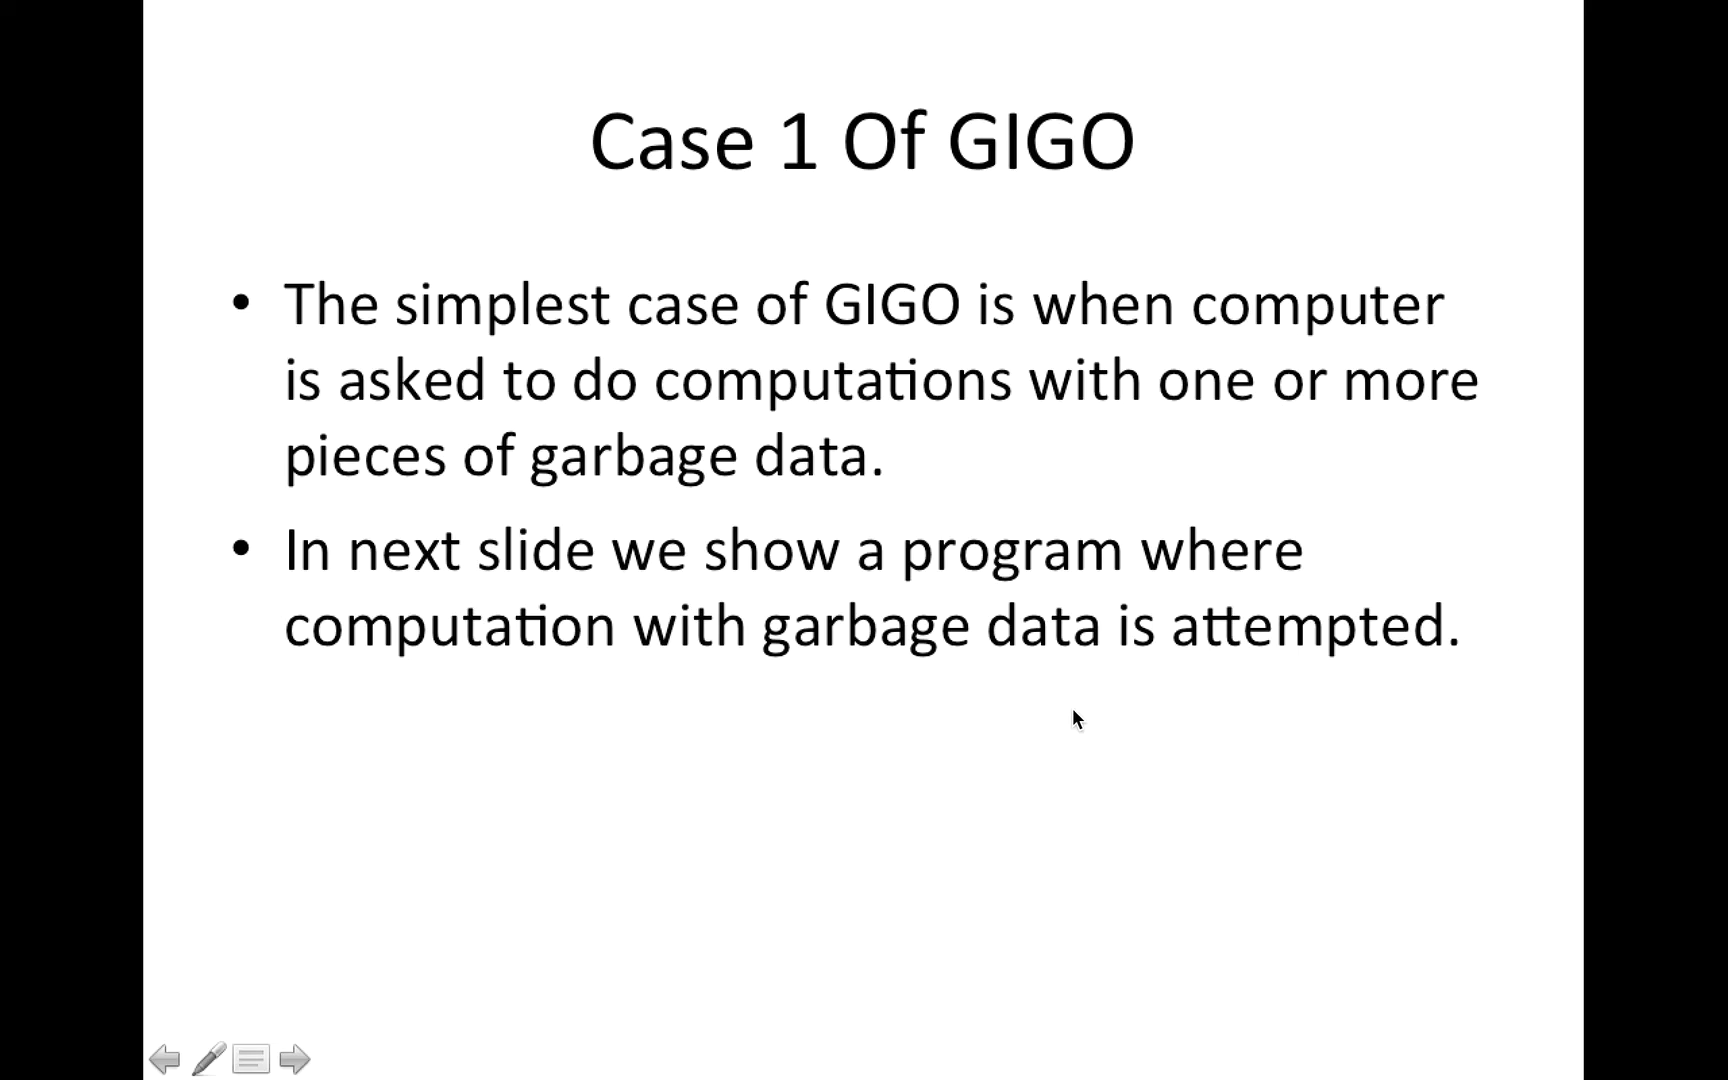 Case 1 Of GIGO
• The simplest case of GIGO is when computer
is asked to do computations with one or more
pieces of garbage data.
• In next slide we show a program where
computation with garbage data is attempted.